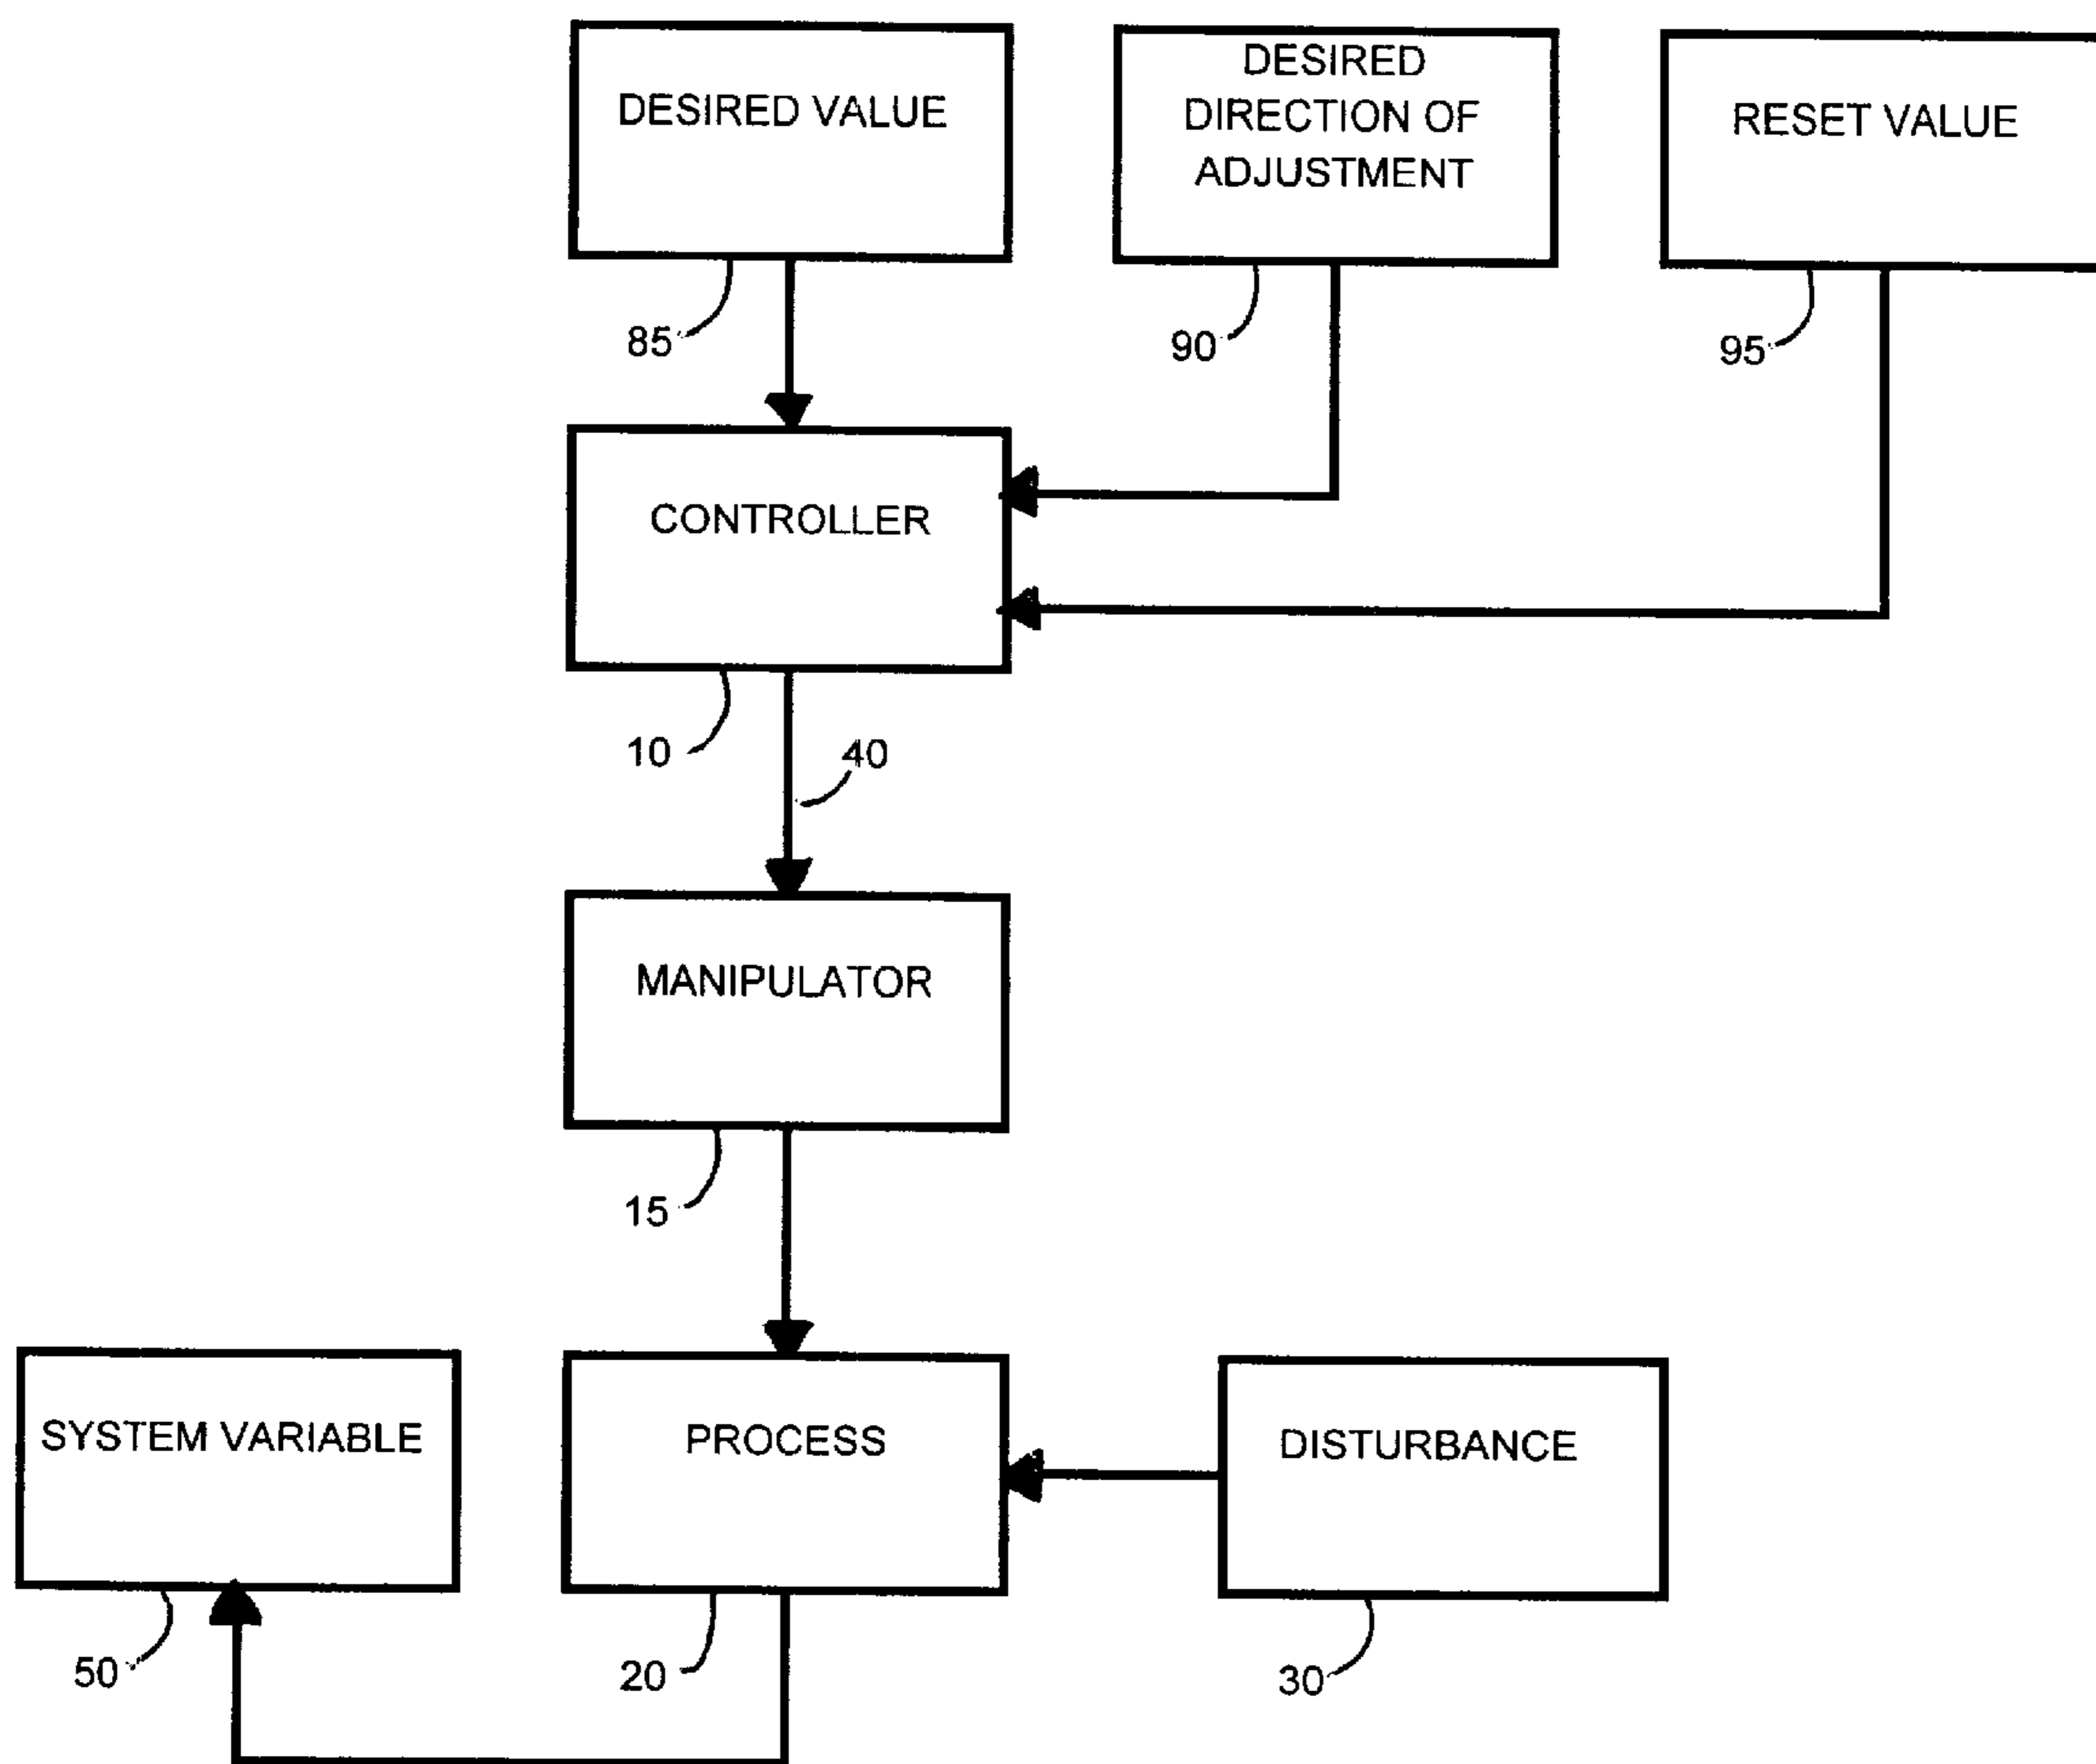 DESIRED VALUE
DESIRED
DIRECTION OF
ADJUSTMENT
RESET VALUE
85
90
95
CONTROLLER
10
40
MANIPULATOR
15
SYSTEM VARIABLE
PROCESS
DISTURBANCE
50
20
30